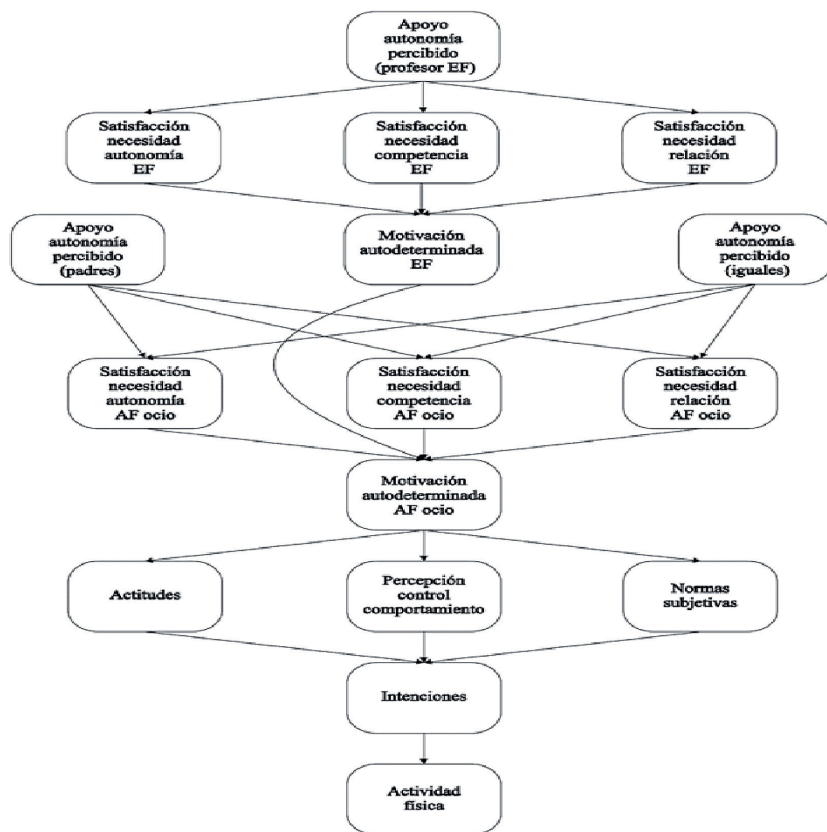 Apoyo
autonomía
percibido
(profesor EF)
Satisfacción
necesidad
autonomía
EF
Satisfacción
necesidad
competencia
EF
Satisfacción
necesidad
relación
EF
Apoyo
autonomía
percibido
(padres)
Motivación
autodeterminada
EF
Apoyo
autonomía
percibido
(iguales)
Satisfacción
necesidad
autonomía
AF ocio
Satisfacción
necesidad
competencia
AF ocio
Satisfacción
necesidad
relación
AF ocio
Motivación
autodeterminada
AF ocio
Actitudes
Percepción
control
comportamiento
Normas
subjetivas
Intenciones
Actividad
física